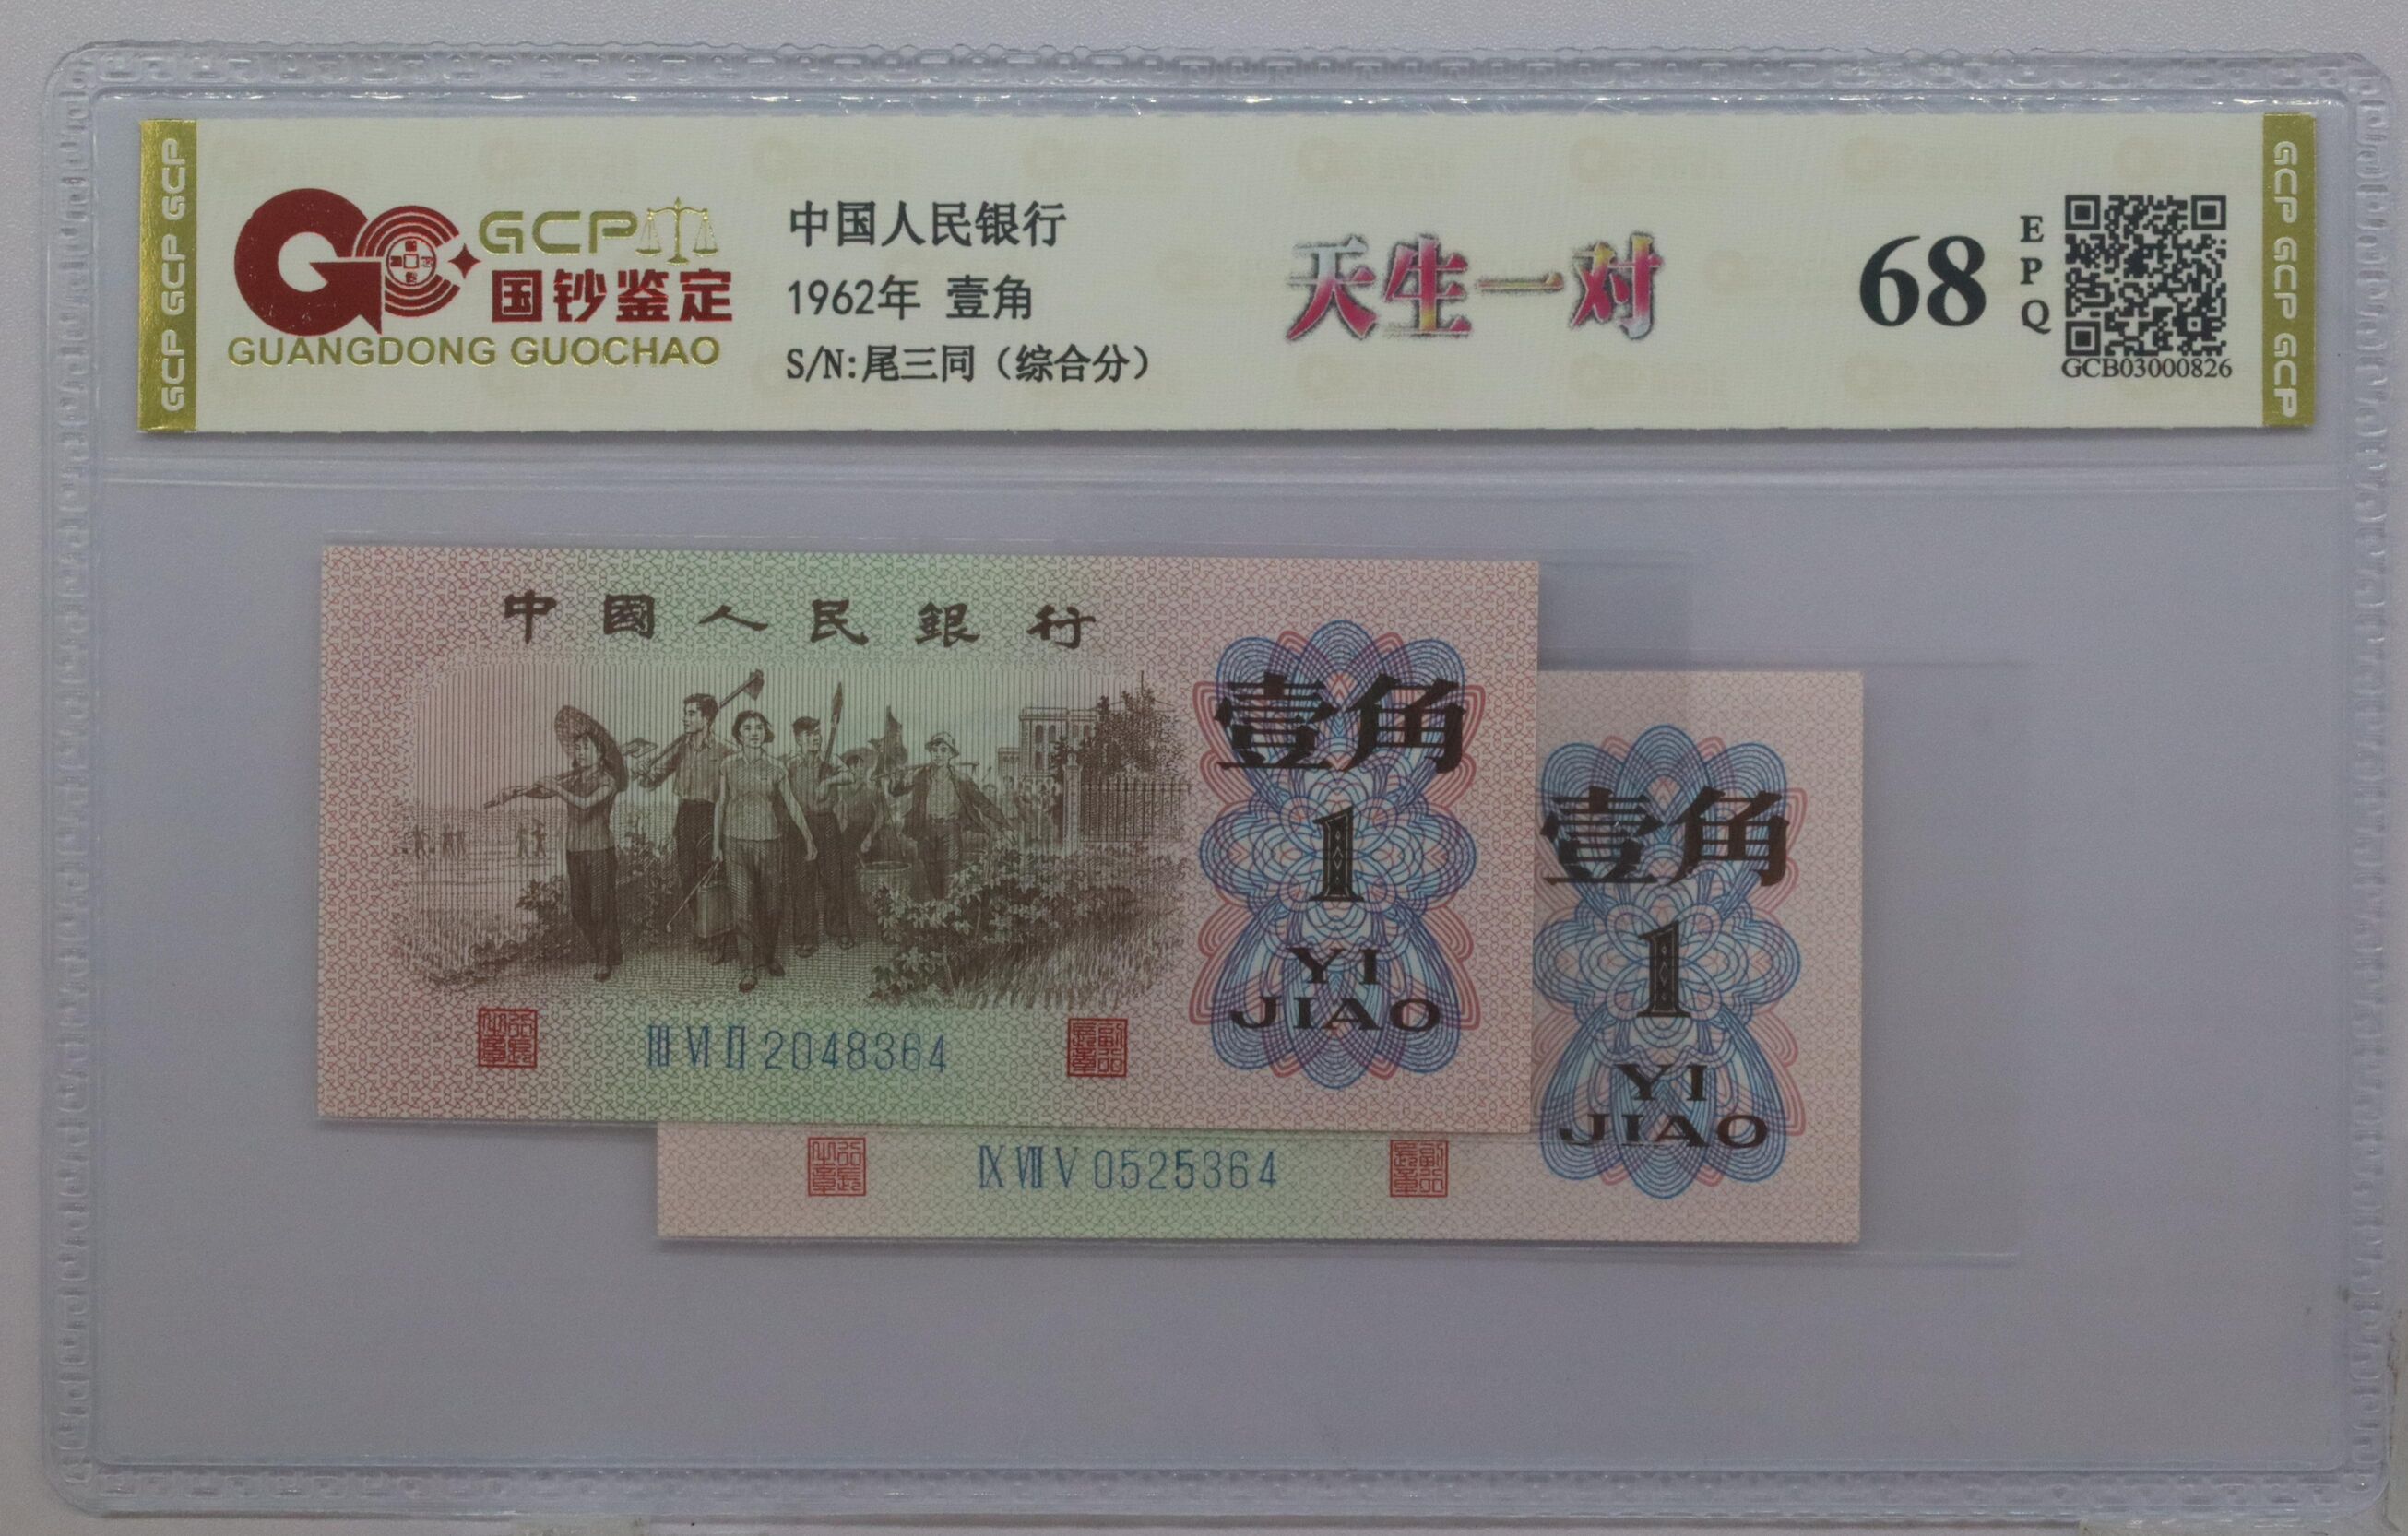 GCP GCP GCP
GCP
国钞鉴定
GUANGDONG GUOCHAO
中国人民银行
1962年 壹角
S/N:尾三同（综合分）
天生一对
68
EPQ
GCB03000826
GCP GCP GCP
中國人民銀行
壹角
1
YI
JIAO
III VI II 2048364
壹角
1
YI
JIAO
IX VIII V 0525364